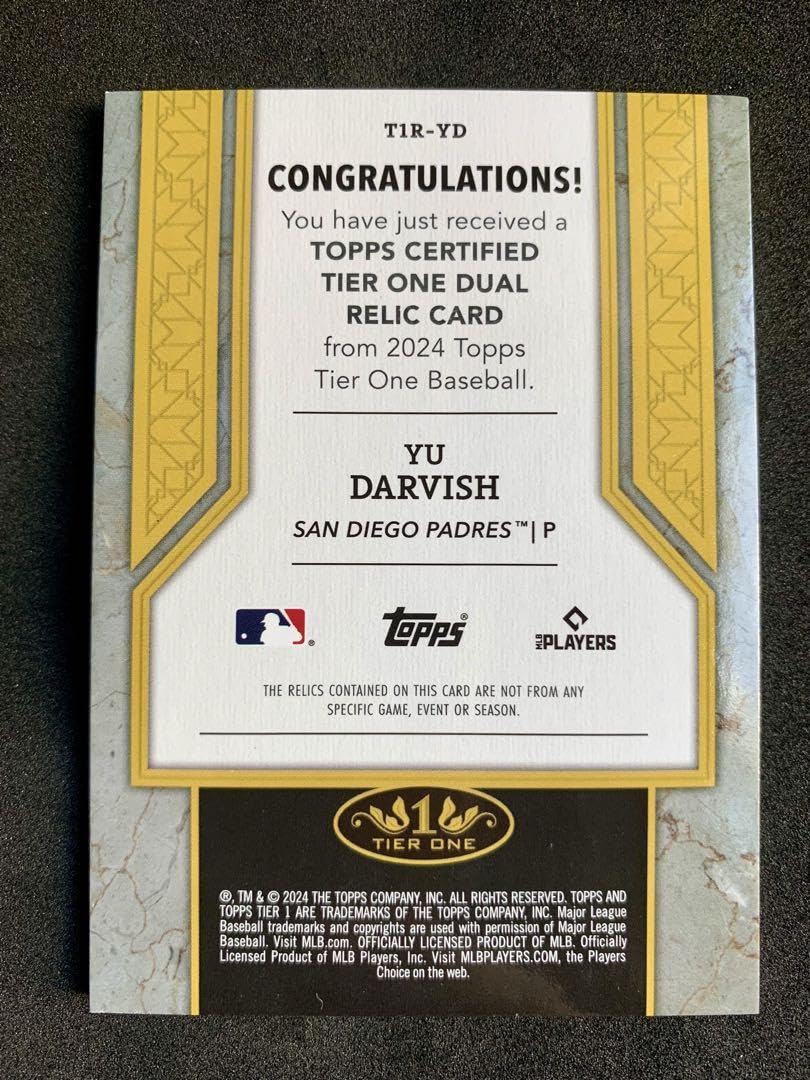 T1R-YD
CONGRATULATIONS!
You have just received a
TOPPS CERTIFIED
TIER ONE DUAL
RELIC CARD
from 2024 Topps
Tier One Baseball.
YU
DARVISH
SAN DIEGO PADRES™| P
®
Topps®
MLB PLAYERS
THE RELICS CONTAINED ON THIS CARD ARE NOT FROM ANY
SPECIFIC GAME, EVENT OR SEASON.
1
TIER ONE
®, TM & © 2024 THE TOPPS COMPANY, INC. ALL RIGHTS RESERVED. TOPPS AND
TOPPS TIER 1 ARE TRADEMARKS OF THE TOPPS COMPANY, INC. Major League
Baseball trademarks and copyrights are used with permission of Major League
Baseball. Visit MLB.com. OFFICIALLY LICENSED PRODUCT OF MLB. Officially
Licensed Product of MLB Players, Inc. Visit MLBPLAYERS.COM, the Players
Choice on the web.